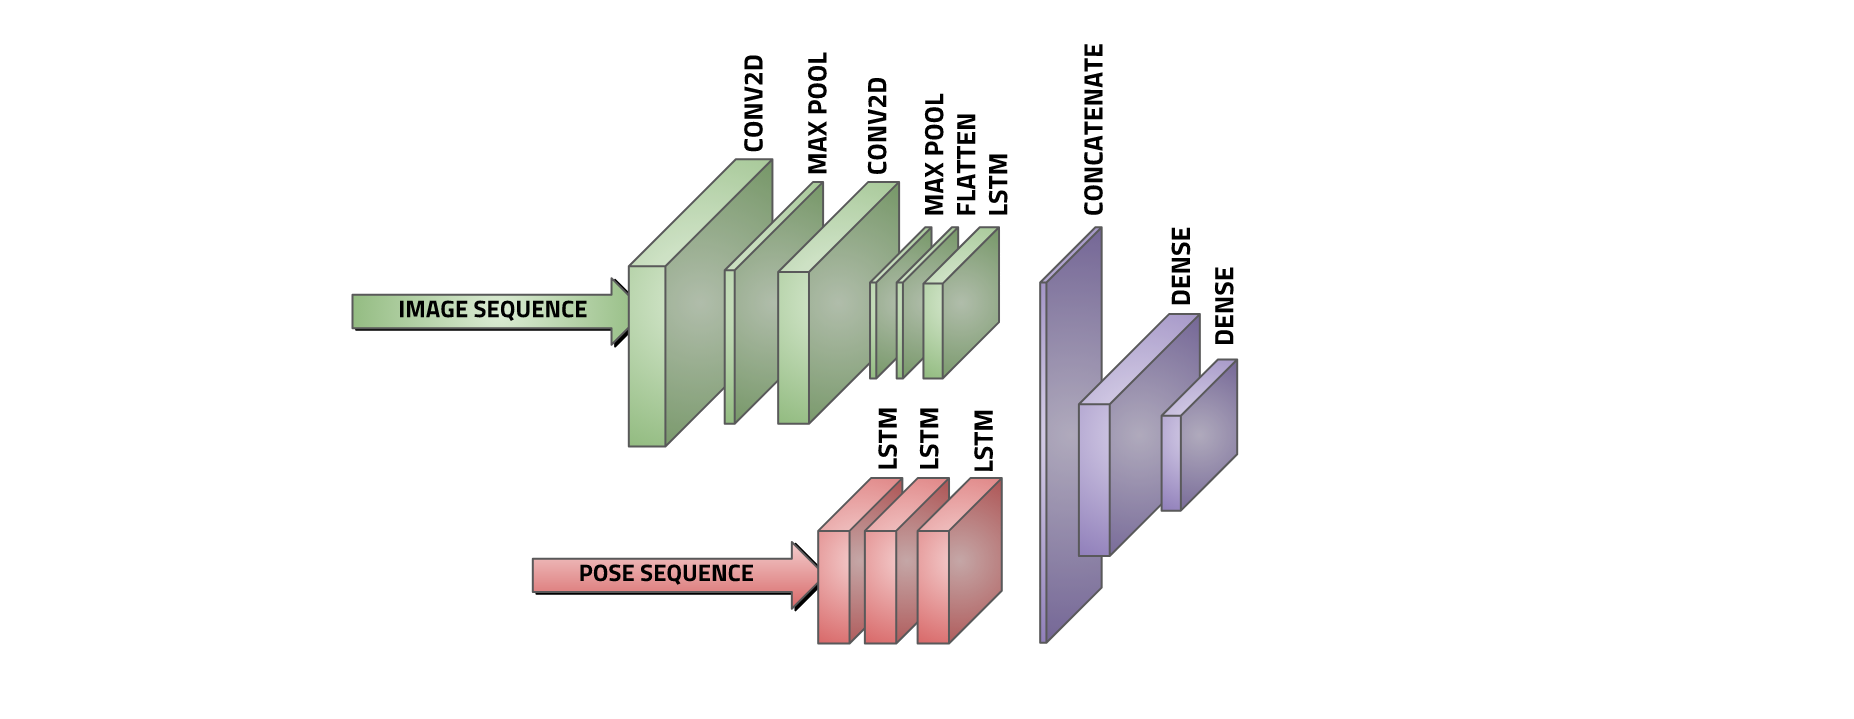 IMAGE SEQUENCE
CONV2D
MAX POOL
CONV2D
MAX POOL
FLATTEN
LSTM
POSE SEQUENCE
LSTM
LSTM
LSTM
CONCATENATE
DENSE
DENSE